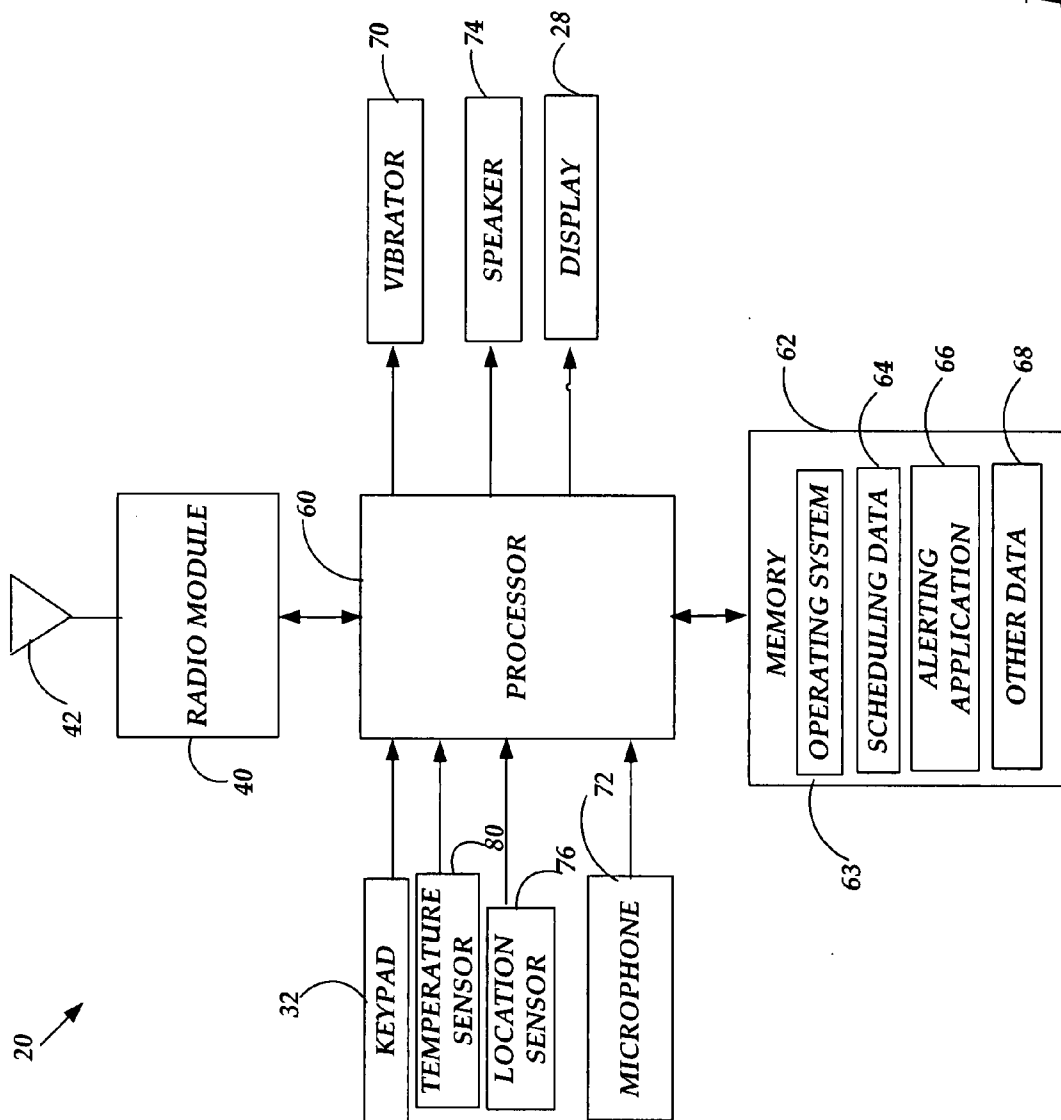 20
42
RADIO MODULE
40
60
PROCESSOR
32
KEYPAD
TEMPERATURE
SENSOR
80
LOCATION
SENSOR
76
MICROPHONE
72
VIBRATOR
70
SPEAKER
74
DISPLAY
28
MEMORY
62
OPERATING SYSTEM
63
SCHEDULING DATA
64
ALERTING
APPLICATION
66
OTHER DATA
68